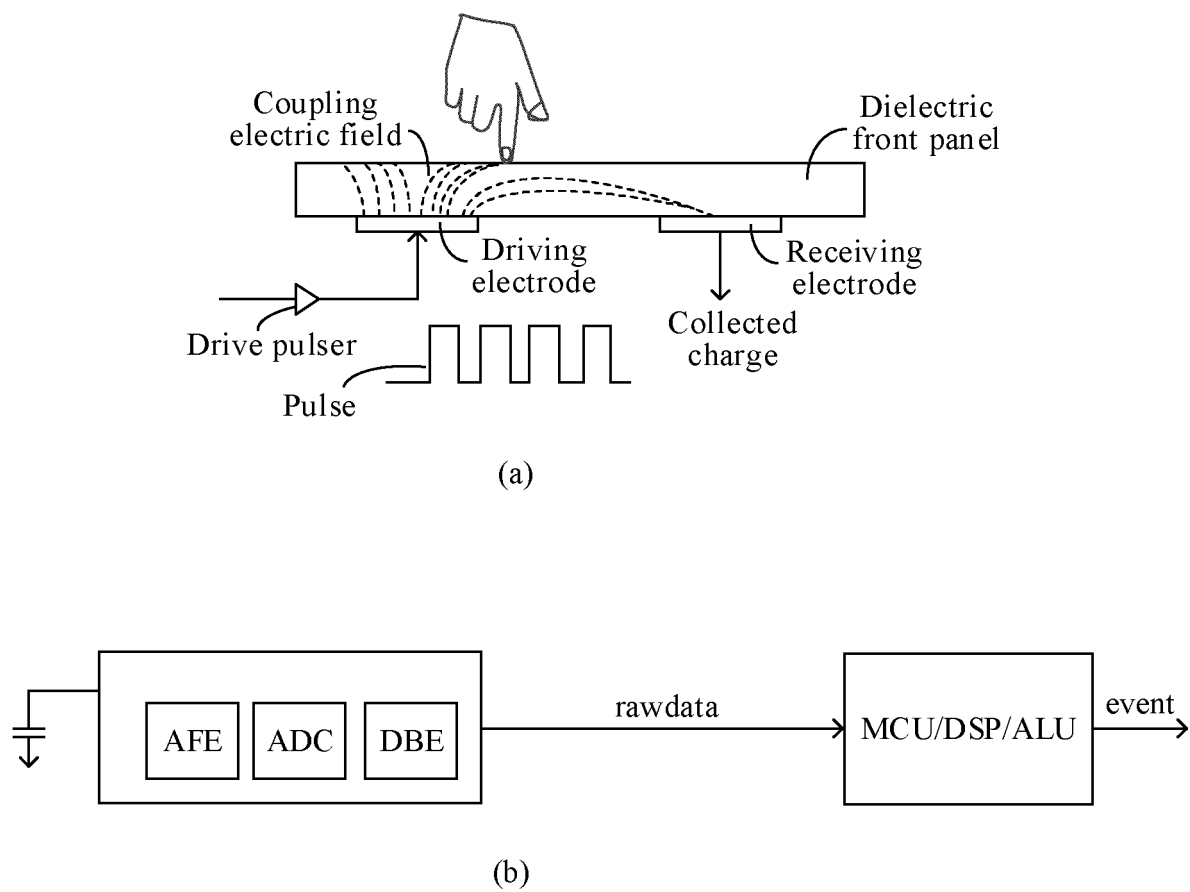 Coupling
electric field
Dielectric
front panel
Driving
electrode
Receiving
electrode
Drive pulser
Collected
charge
Pulse
(a)
AFE
ADC
DBE
rawdata
MCU/DSP/ALU
event
(b)